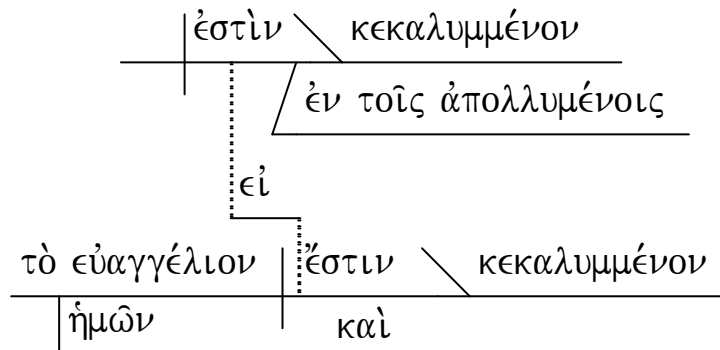 ἐστὶν κεκαλυμμένον
ἐν τοῖς ἀπολλυμένοις
εἰ
τὸ εὐαγγέλιον ἔστιν κεκαλυμμένον
ἡμῶν καὶ